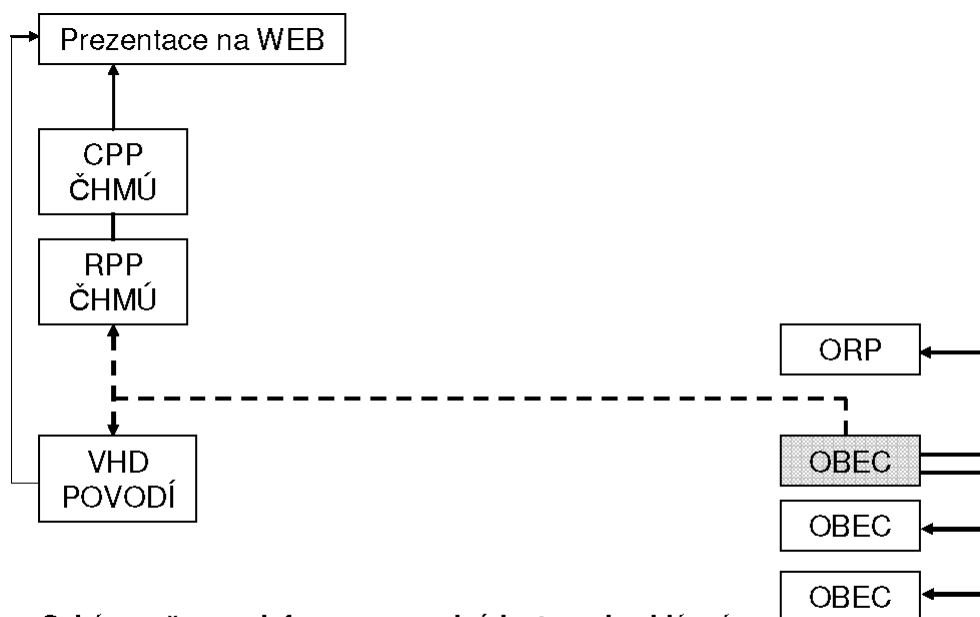 Prezentace na WEB
CPP
ČHMÚ
RPP
ČHMÚ
ORP
VHD
POVODÍ
OBEC
OBEC
OBEC